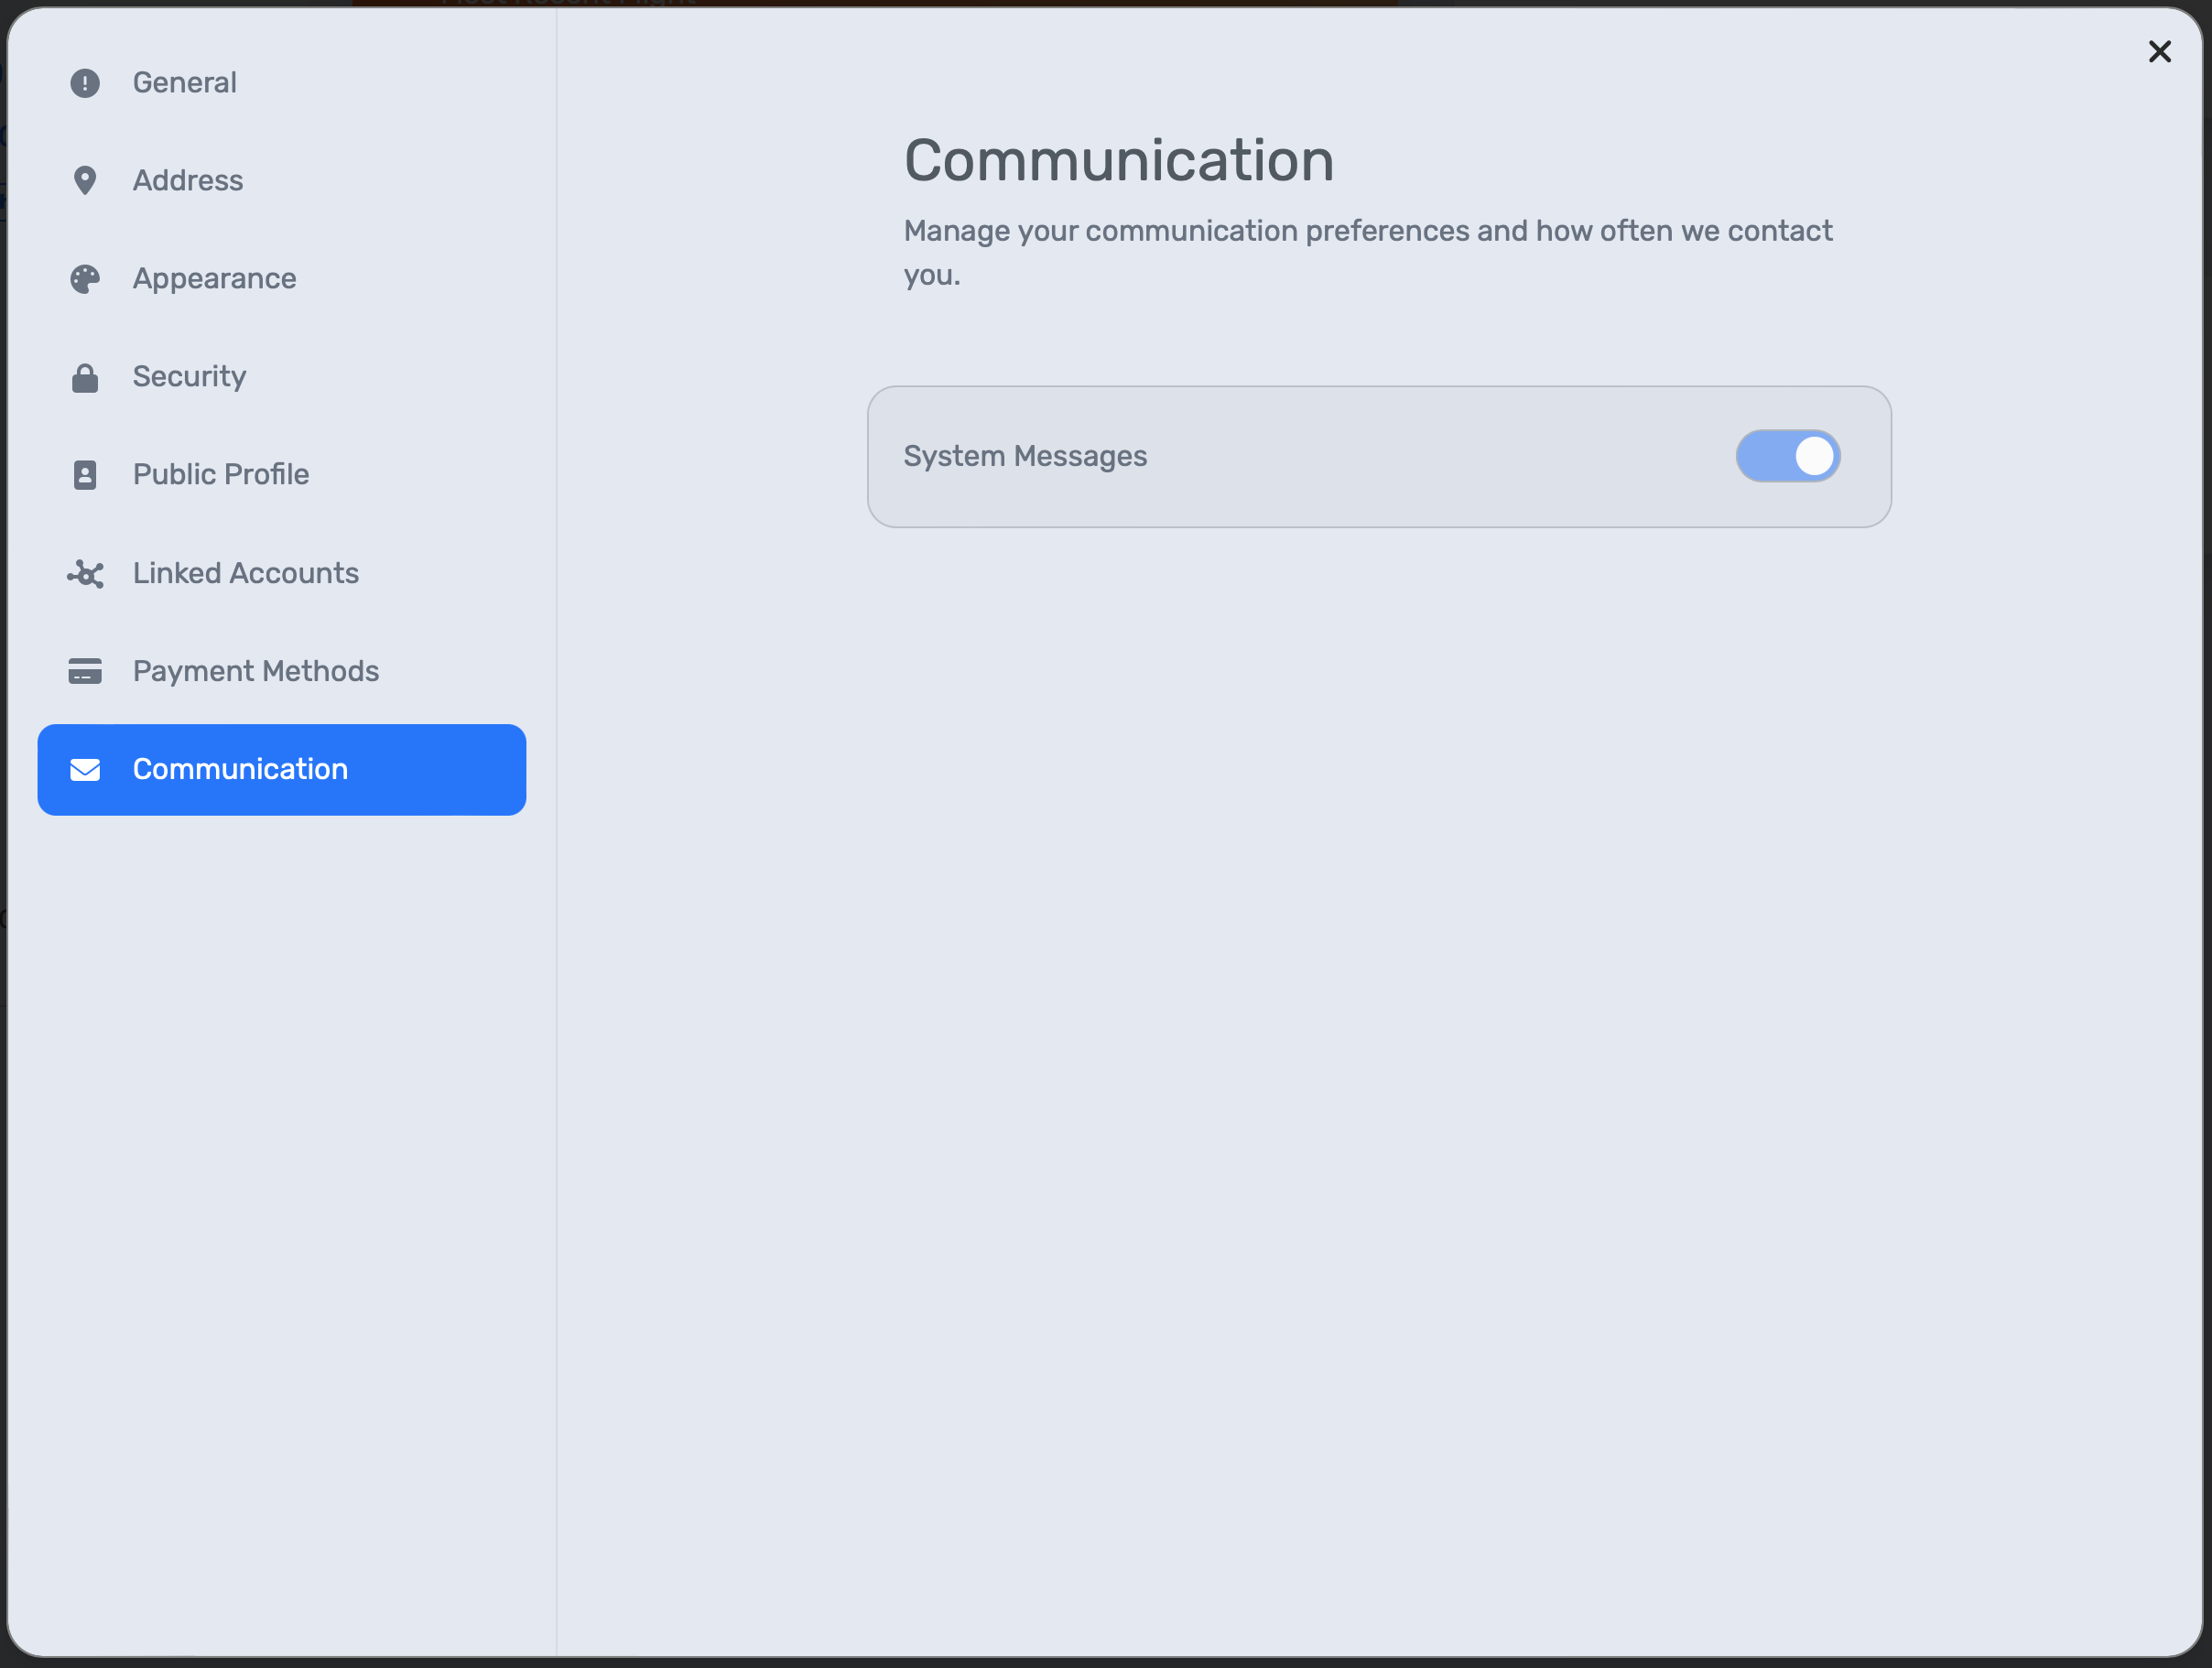 General
Address
Appearance
Security
Public Profile
Linked Accounts
Payment Methods
Communication
Communication
Manage your communication preferences and how often we contact
you.
System Messages